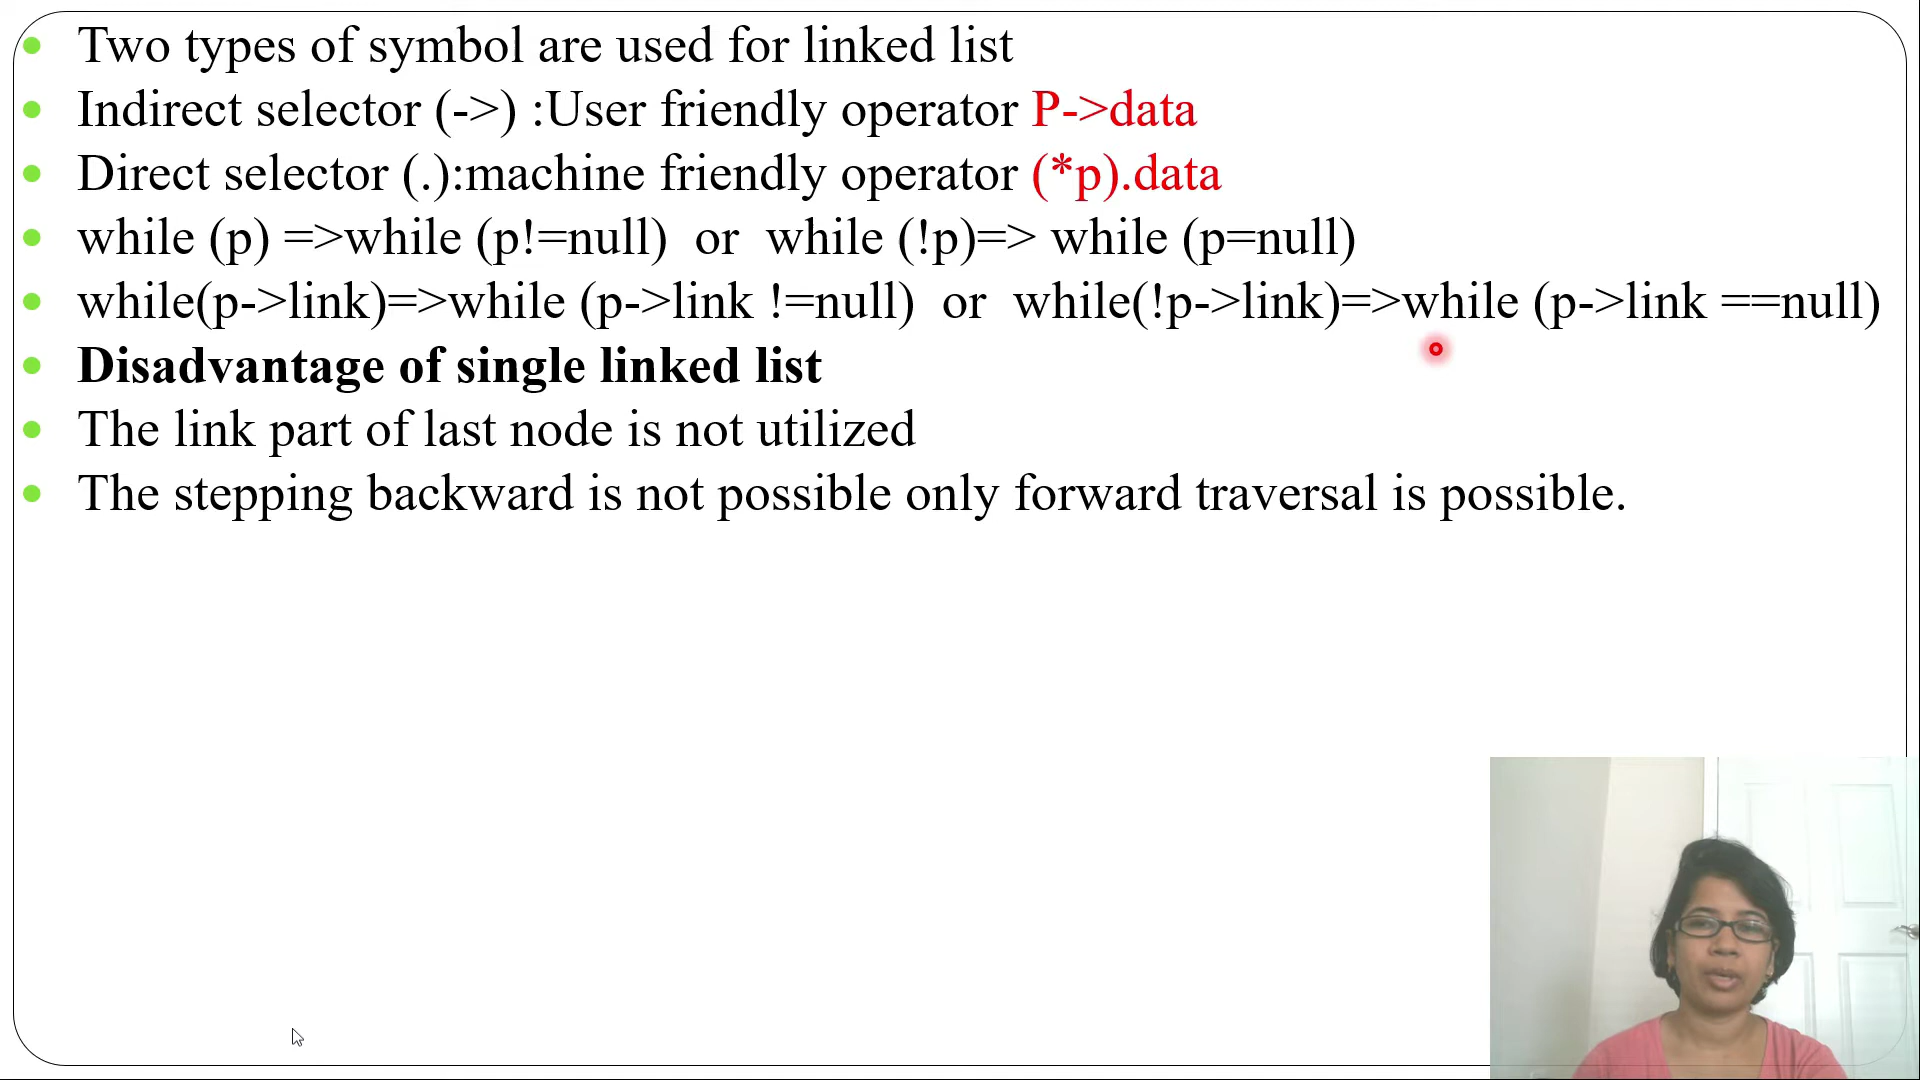 Two types of symbol are used for linked list
Indirect selector (->) :User friendly operator P->data
Direct selector (.):machine friendly operator (*p).data
while (p) =>while (p!=null)  or  while (!p)=> while (p=null)
while(p->link)=>while (p->link !=null)  or  while(!p->link)=>while (p->link ==null)
Disadvantage of single linked list
The link part of last node is not utilized
The stepping backward is not possible only forward traversal is possible.